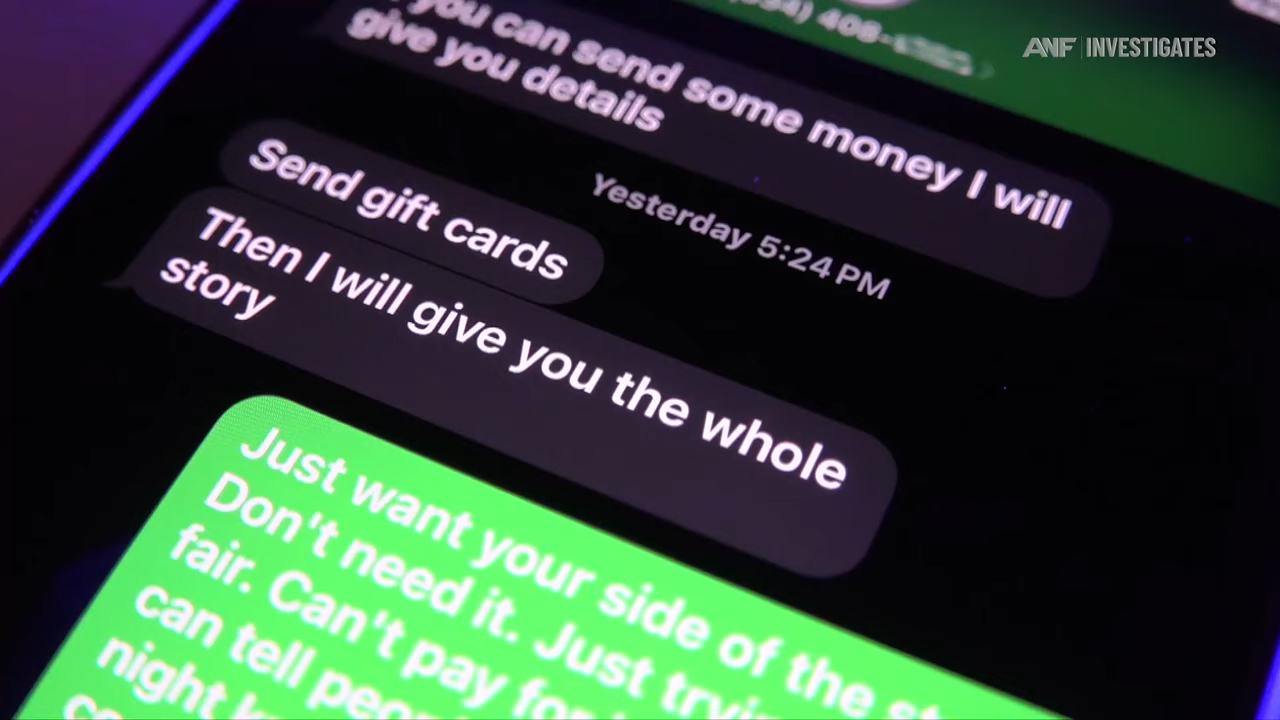 ANF INVESTIGATES
408-
you can send some money I will
give you details
Yesterday 5:24 PM
Send gift cards
Then I will give you the whole
story
Just want your side of the
Don't need it. Just
fair. Can't pay for
can tell
night